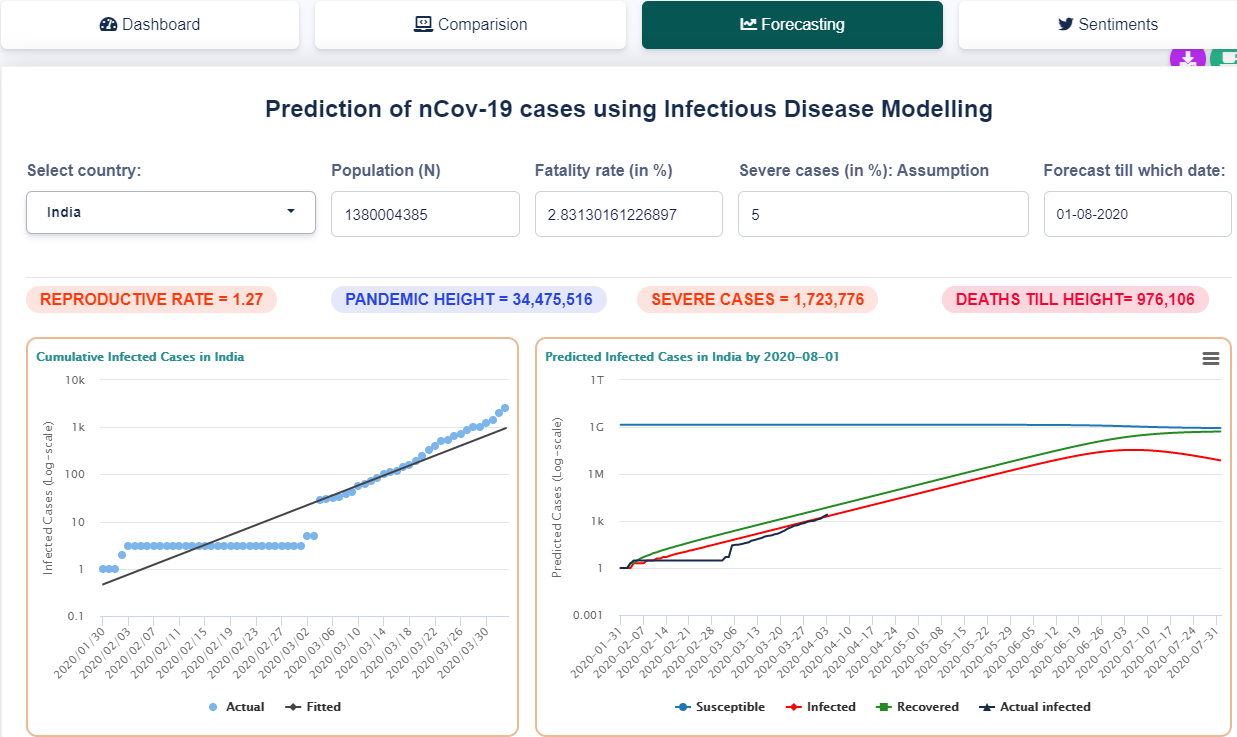 Dashboard
Comparision
Forecasting
Sentiments
Prediction of nCov-19 cases using Infectious Disease Modelling
Select country:
Population (N)
Fatality rate (in %)
Severe cases (in %): Assumption
Forecast till which date:
India
1380004385
2.83130161226897
5
01-08-2020
REPRODUCTIVE RATE = 1.27
PANDEMIC HEIGHT = 34,475,516
SEVERE CASES = 1,723,776
DEATHS TILL HEIGHT= 976,106
Cumulative Infected Cases in India
Infected Cases (Log-scale)
10k
1k
100
10
1
0.1
2020/01/30
2020/02/03
2020/02/07
2020/02/11
2020/02/15
2020/02/19
2020/02/23
2020/02/27
2020/03/02
2020/03/06
2020/03/10
2020/03/14
2020/03/18
2020/03/22
2020/03/26
2020/03/30
Actual
Fitted
Predicted Infected Cases in India by 2020-08-01
Predicted Cases (Log-scale)
1T
1G
1M
1k
1
0.001
2020-01-31
2020-02-07
2020-02-14
2020-02-21
2020-02-28
2020-03-06
2020-03-13
2020-03-20
2020-03-27
2020-04-03
2020-04-10
2020-04-17
2020-04-24
2020-05-01
2020-05-08
2020-05-15
2020-05-22
2020-05-29
2020-06-05
2020-06-12
2020-06-19
2020-06-26
2020-07-03
2020-07-10
2020-07-17
2020-07-24
2020-07-31
Susceptible
Infected
Recovered
Actual infected